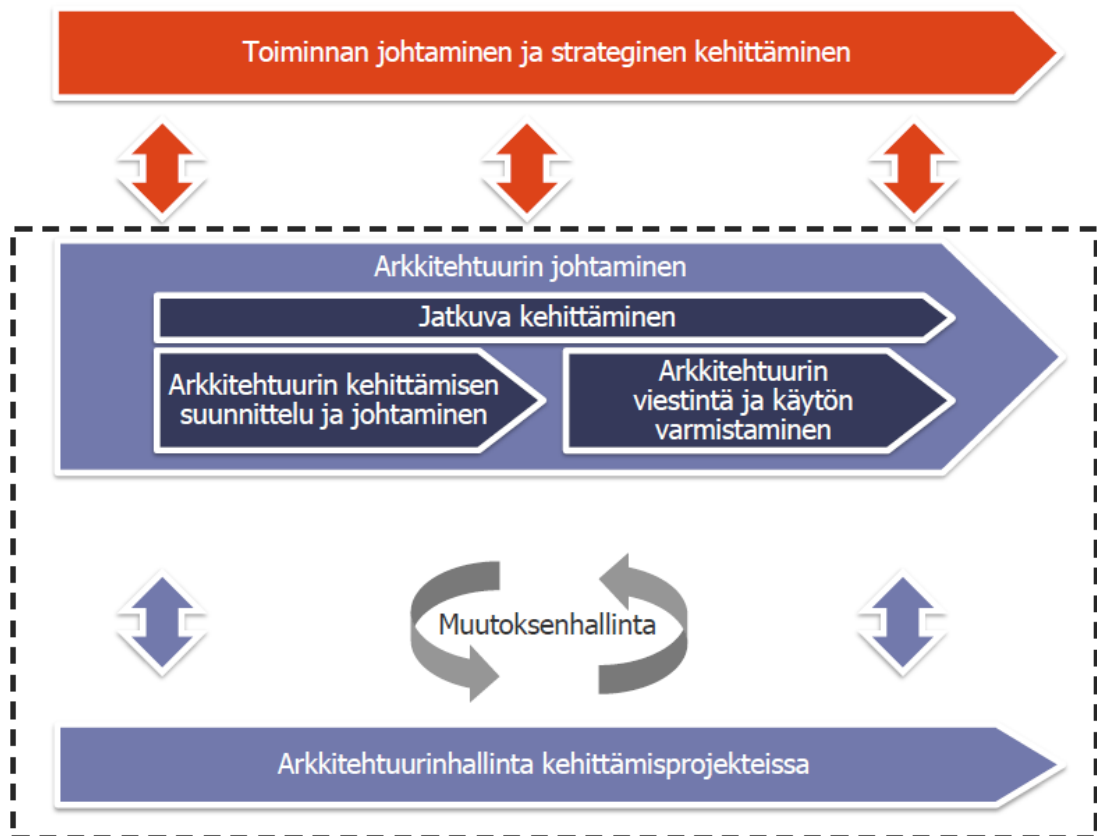 Toiminnan johtaminen ja strateginen kehittäminen
Arkkitehtuurin johtaminen
Jatkuva kehittäminen
Arkkitehtuurin kehittämisen
suunnittelu ja johtaminen
Arkkitehtuurin
viestintä ja käytön
varmistaminen
Muutoksenhallinta
Arkkitehtuurinhallinta kehittämisprojekteissa